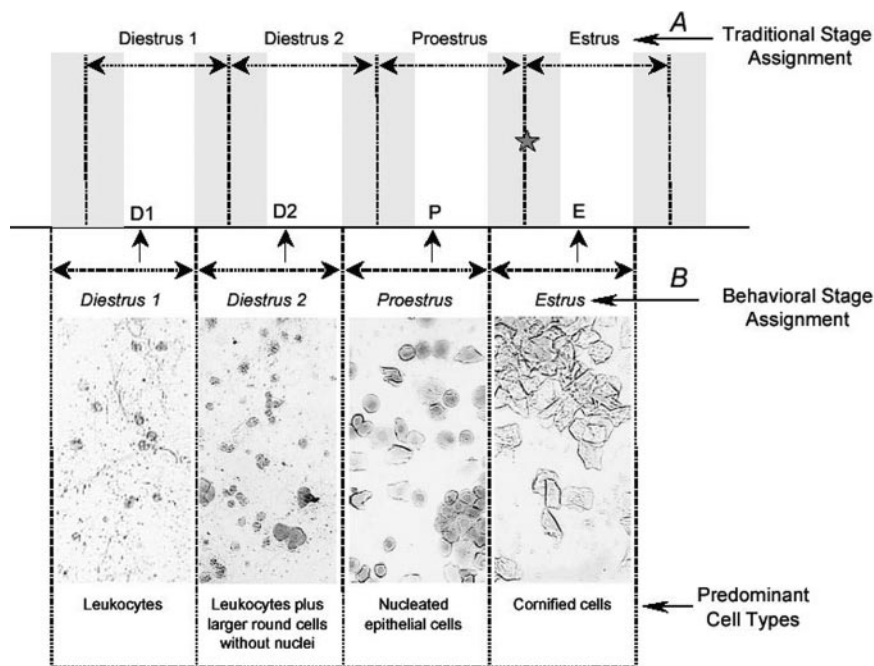 Diestrus 1
Diestrus 2
Proestrus
Estrus
A
Traditional Stage
Assignment
D1
D2
P
E
Diestrus 1
Diestrus 2
Proestrus
Estrus
B
Behavioral Stage
Assignment
Leukocytes
Leukocytes plus
larger round cells
without nuclei
Nucleated
epithelial cells
Cornified cells
Predominant
Cell Types